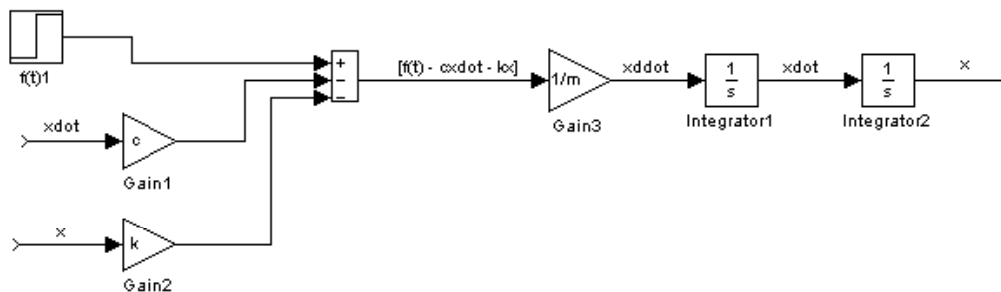 f(t)1
+
−
−
[f(t) - cxdot - kx]
1/m
Gain3
xddot
1
s
Integrator1
xdot
1
s
Integrator2
x
xdot
c
Gain1
x
k
Gain2